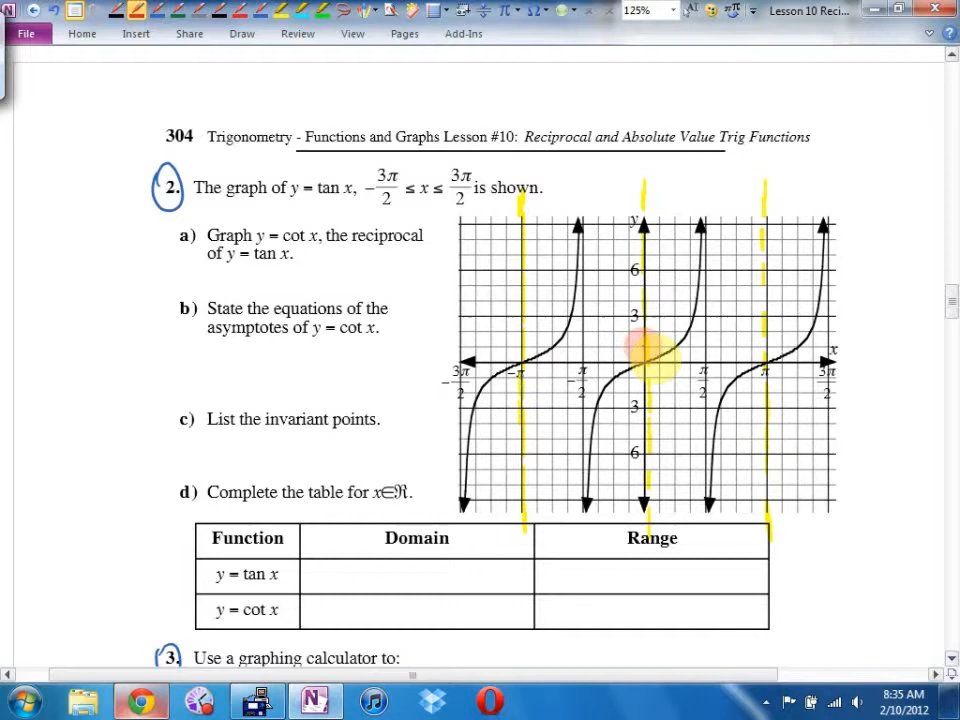 125%
Lesson 10 Reci...
File Home Insert Share Draw Review View Pages Add-Ins
304 Trigonometry - Functions and Graphs Lesson #10: Reciprocal and Absolute Value Trig Functions
2. The graph of y = tan x, -3π/2 ≤ x ≤ 3π/2 is shown.
a) Graph y = cot x, the reciprocal
of y = tan x.
b) State the equations of the
asymptotes of y = cot x.
c) List the invariant points.
d) Complete the table for x∈ℜ.
y
6
3
x
-3π/2 -π -π/2 π/2 π 3π/2
3
6
Function Domain Range
y = tan x
y = cot x
3. Use a graphing calculator to:
8:35 AM
2/10/2012